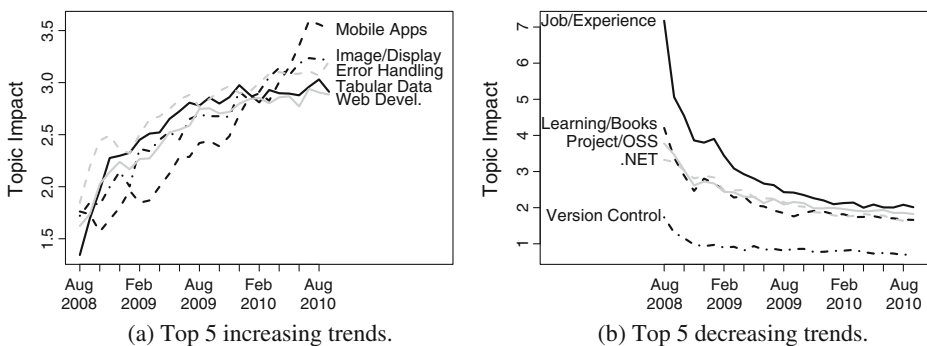 Topic Impact
3.5
3.0
2.5
2.0
1.5
Mobile Apps
Image/Display
Error Handling
Tabular Data
Web Devel.
Aug 2008
Feb 2009
Aug 2009
Feb 2010
Aug 2010
(a) Top 5 increasing trends.
Topic Impact
7
6
5
4
3
2
1
Job/Experience
Learning/Books
Project/OSS
.NET
Version Control
Aug 2008
Feb 2009
Aug 2009
Feb 2010
Aug 2010
(b) Top 5 decreasing trends.